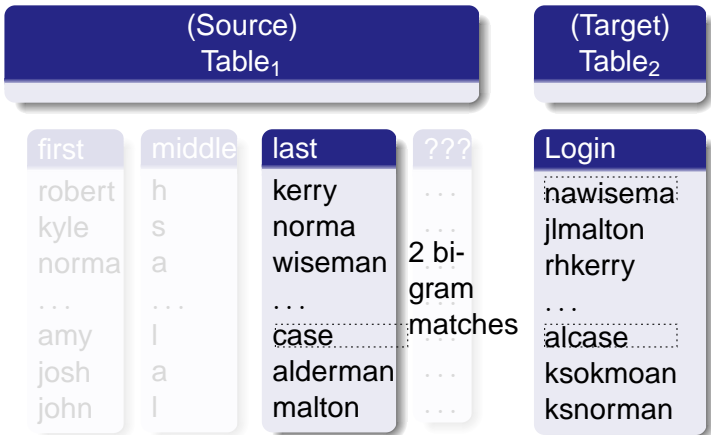 (Source)
Table₁
(Target)
Table₂
first middle last ??? Login
robert h kerry . . . nawisema
kyle s norma . . . jlmalton
norma a wiseman . . . rhkerry
. . . . . . . . . . . .
amy l case . . . alcase
josh a alderman . . . ksokmoan
john l malton . . . ksnorman
2 bi-
gram
matches